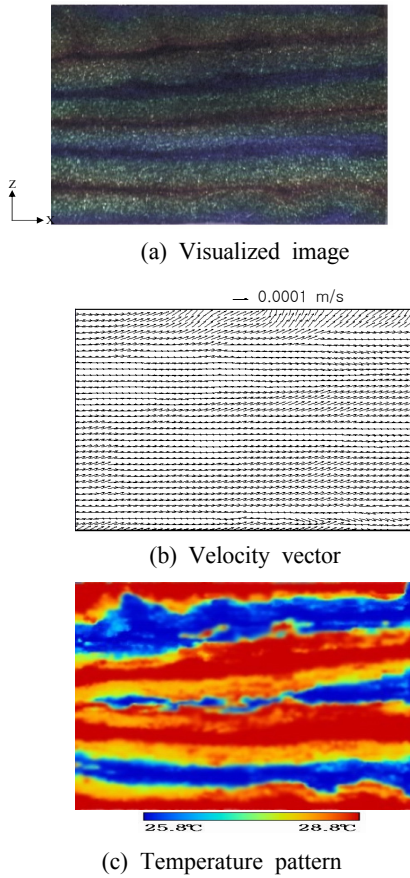 Z
X
(a) Visualized image
0.0001 m/s
(b) Velocity vector
25.8℃ 28.8℃
(c) Temperature pattern